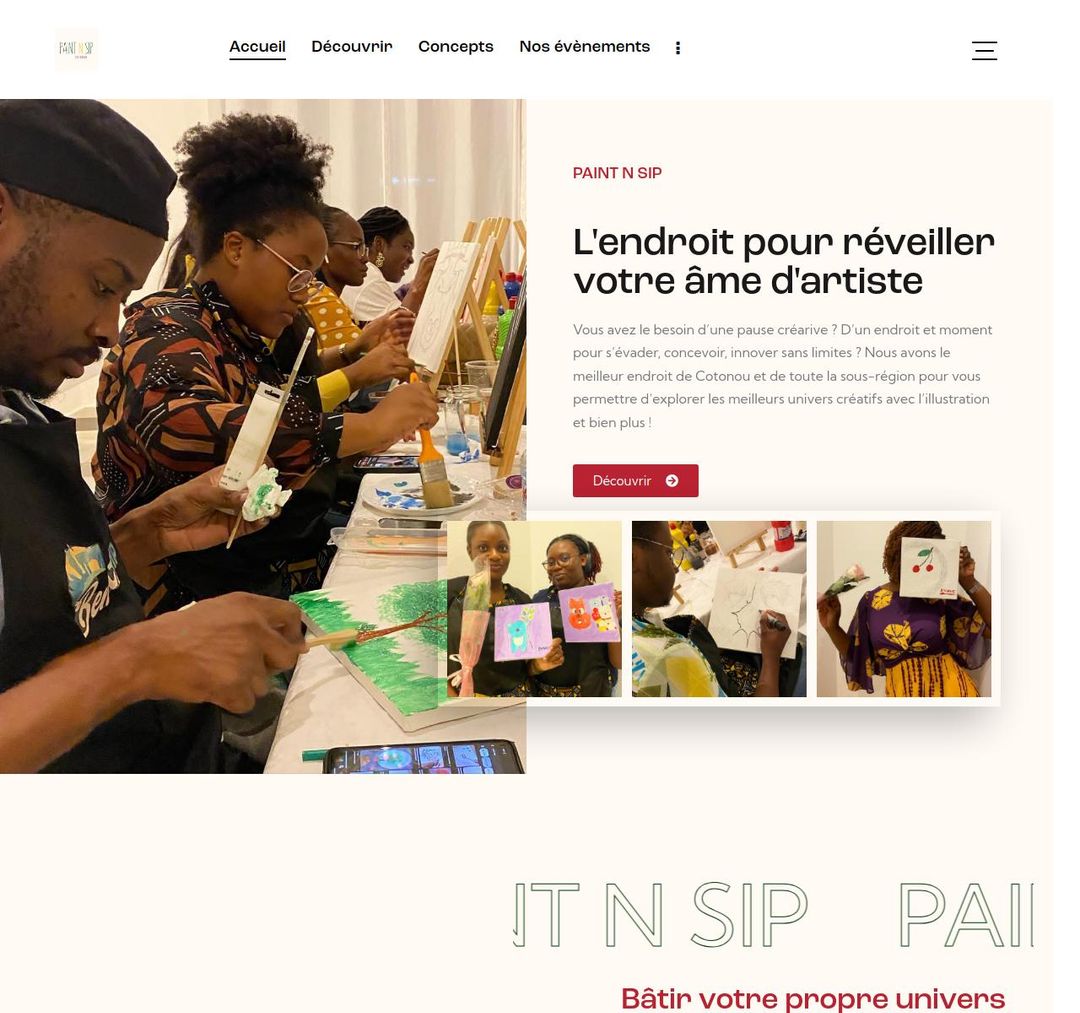 PAINT N SIP
Accueil
Découvrir
Concepts
Nos évènements
PAINT N SIP
L'endroit pour réveiller
votre âme d'artiste
Vous avez le besoin d'une pause créarive ? D'un endroit et moment
pour s'évader, concevoir, innover sans limites ? Nous avons le
meilleur endroit de Cotonou et de toute la sous-région pour vous
permettre d'explorer les meilleurs univers créatifs avec l'illustration
et bien plus !
Découvrir
NT N SIP PAIN
Bâtir votre propre univers